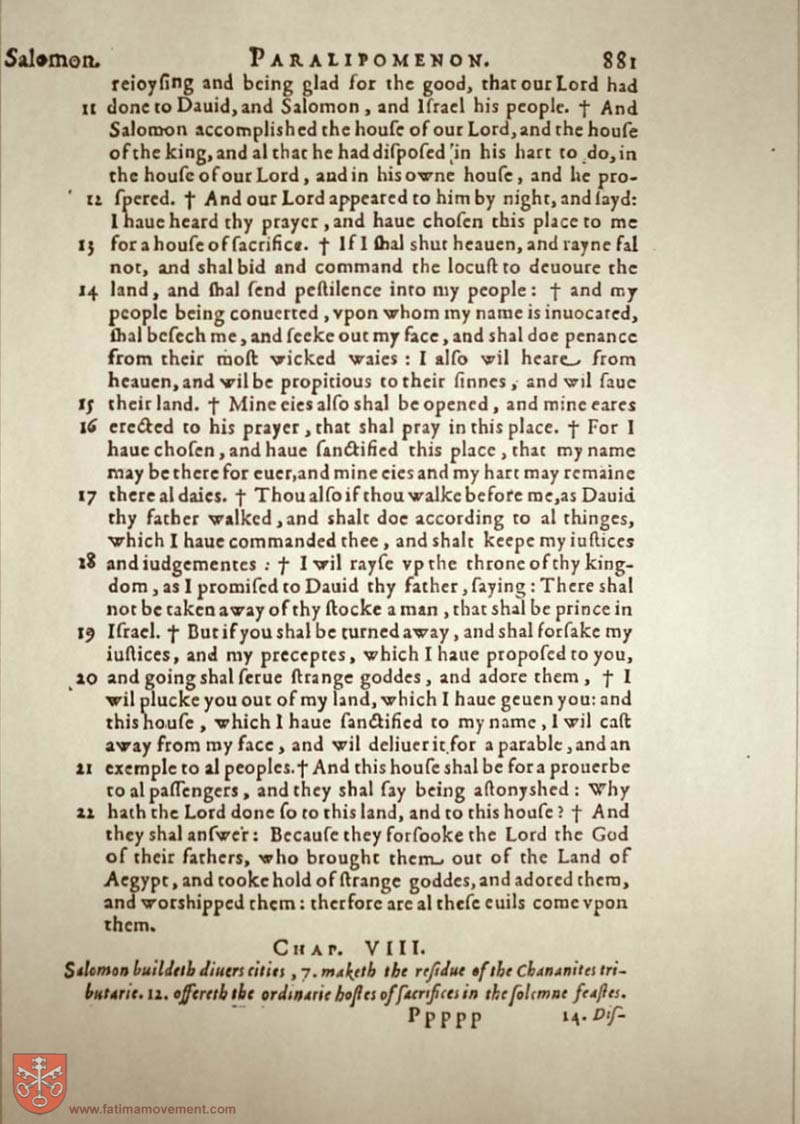 Salomon. PARALIPOMENON. 881
reioyſing and being glad for the good, that our Lord had
11 done to Dauid, and Salomon, and Iſrael his people. † And
Salomon accompliſhed the houſe of our Lord, and the houſe
of the king, and al that he had diſpoſed in his hart to do, in
the houſe of our Lord, and in his owne houſe, and he pro-
12 ſpered. † And our Lord appeared to him by night, and ſayd:
I haue heard thy prayer, and haue choſen this place to me
13 for a houſe of ſacrifice. † If I ſhal shut heauen, and rayne fal
not, and shal bid and command the locuſt to deuoure the
14 land, and ſhal ſend peſtilence into my people: † and my
people being conuerted, vpon whom my name is inuocated,
ſhal beſech me, and ſeeke out my face, and shal doe penance
from their moſt wicked waies: I alſo wil heare from
heauen, and wil be propitious to their ſinnes, and wil ſaue
15 their land. † Mine eies alſo shal be opened, and mine eares
16 erected to his prayer, that shal pray in this place. † For I
haue choſen, and haue ſanctified this place, that my name
may be there for euer, and mine eies and my hart may remaine
17 there al daies. † Thou alſo if thou walke before me, as Dauid
thy father walked, and shalt doe according to al thinges,
which I haue commanded thee, and shalt keepe my iuſtices
18 and iudgementes: † I wil rayſe vp the throne of thy king-
dom, as I promiſed to Dauid thy father, ſaying: There shal
not be taken away of thy ſtocke a man, that shal be prince in
19 Iſrael. † But if you shal be turned away, and shal forſake my
iuſtices, and my preceptes, which I haue propoſed to you,
20 and going shal ſerue ſtrange goddes, and adore them, † I
wil plucke you out of my land, which I haue geuen you: and
this houſe, which I haue ſanctified to my name, I wil caſt
away from my face, and wil deliuer it for a parable, and an
21 exemple to al peoples. † And this houſe shal be for a prouerbe
to al paſſengers, and they shal ſay being aſtonyshed: Why
22 hath the Lord done ſo to this land, and to this houſe? † And
they shal anſwer: Becauſe they forſooke the Lord the God
of their fathers, who brought them out of the Land of
Aegypt, and tooke hold of ſtrange goddes, and adored them,
and worshipped them: therfore are al theſe euils come vpon
them.
CHAP. VIII.
Salomon buildeth diuers cities, 7. maketh the reſidue of the Chananites tri-
butarie. 12. offereth the ordinarie hoſtes of ſacrifices in the ſolemne feaſtes.
Ppppp 14. Diſ-
www.fatimamovement.com